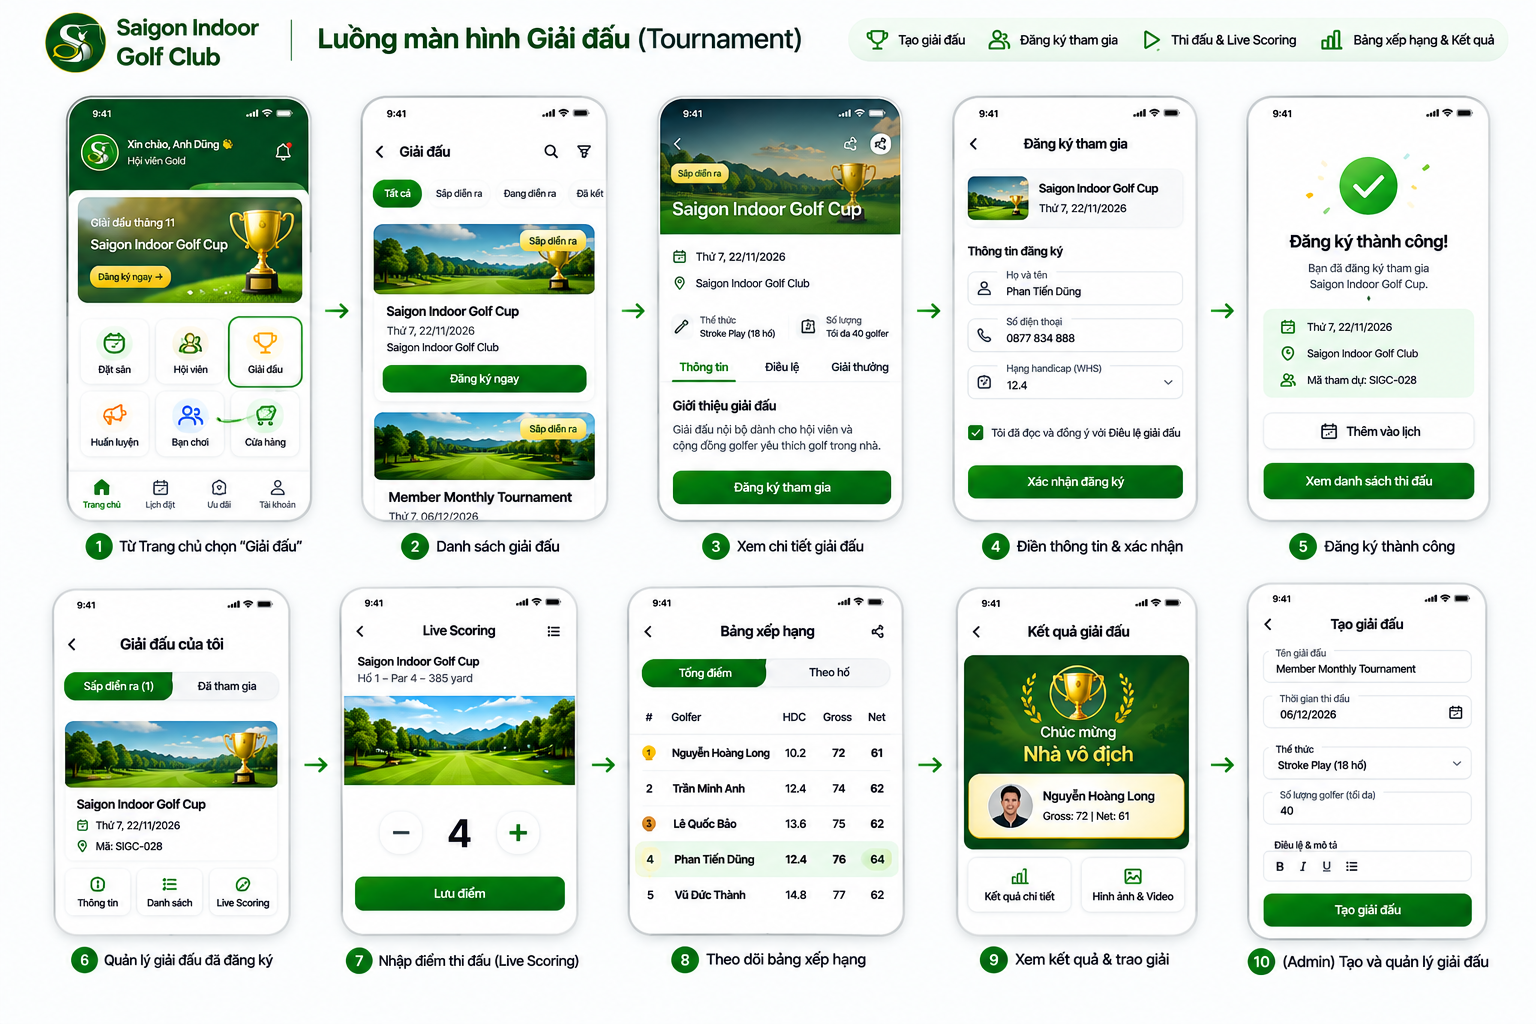 Saigon Indoor
Golf Club
Luồng màn hình Giải đấu (Tournament)
Tạo giải đấu
Đăng ký tham gia
Thi đấu & Live Scoring
Bảng xếp hạng & Kết quả
9:41
Xin chào, Anh Dũng 👋
Hội viên Gold
Giải đấu tháng 11
Saigon Indoor Golf Cup
Đăng ký ngay →
Đặt sân
Hội viên
Giải đấu
Huấn luyện
Bạn chơi
Cửa hàng
Trang chủ
Lịch đặt
Ưu đãi
Tài khoản
1 Từ Trang chủ chọn "Giải đấu"
9:41
Giải đấu
Tất cả
Sắp diễn ra
Đang diễn ra
Đã kết
Sắp diễn ra
Saigon Indoor Golf Cup
Thứ 7, 22/11/2026
Saigon Indoor Golf Club
Đăng ký ngay
Sắp diễn ra
Member Monthly Tournament
Thứ 7, 06/12/2026
2 Danh sách giải đấu
9:41
Sắp diễn ra
Saigon Indoor Golf Cup
Thứ 7, 22/11/2026
Saigon Indoor Golf Club
Thể thức
Stroke Play (18 hố)
Số lượng
Tối đa 40 golfer
Thông tin
Điều lệ
Giải thưởng
Giới thiệu giải đấu
Giải đấu nội bộ dành cho hội viên và
cộng đồng golfer yêu thích golf trong nhà.
Đăng ký tham gia
3 Xem chi tiết giải đấu
9:41
Đăng ký tham gia
Saigon Indoor Golf Cup
Thứ 7, 22/11/2026
Thông tin đăng ký
Họ và tên
Phan Tiến Dũng
Số điện thoại
0877 834 888
Hạng handicap (WHS)
12.4
Tôi đã đọc và đồng ý với Điều lệ giải đấu
Xác nhận đăng ký
4 Điền thông tin & xác nhận
9:41
Đăng ký thành công!
Bạn đã đăng ký tham gia
Saigon Indoor Golf Cup.
Thứ 7, 22/11/2026
Saigon Indoor Golf Club
Mã tham dự: SIGC-028
Thêm vào lịch
Xem danh sách thi đấu
5 Đăng ký thành công
9:41
Giải đấu của tôi
Sắp diễn ra (1)
Đã tham gia
Saigon Indoor Golf Cup
Thứ 7, 22/11/2026
Mã: SIGC-028
Thông tin
Danh sách
Live Scoring
6 Quản lý giải đấu đã đăng ký
9:41
Live Scoring
Saigon Indoor Golf Cup
Hố 1 – Par 4 – 385 yard
− 4 +
Lưu điểm
7 Nhập điểm thi đấu (Live Scoring)
9:41
Bảng xếp hạng
Tổng điểm
Theo hố
# Golfer HDC Gross Net
1 Nguyễn Hoàng Long 10.2 72 61
2 Trần Minh Anh 12.4 74 62
3 Lê Quốc Bảo 13.6 75 62
4 Phan Tiến Dũng 12.4 76 64
5 Vũ Đức Thành 14.8 77 62
8 Theo dõi bảng xếp hạng
9:41
Kết quả giải đấu
Chúc mừng
Nhà vô địch
Nguyễn Hoàng Long
Gross: 72 | Net: 61
Kết quả chi tiết
Hình ảnh & Video
9 Xem kết quả & trao giải
9:41
Tạo giải đấu
Tên giải đấu
Member Monthly Tournament
Thời gian thi đấu
06/12/2026
Thể thức
Stroke Play (18 hố)
Số lượng golfer (tối đa)
40
Điều lệ & mô tả
B I U
Tạo giải đấu
10 (Admin) Tạo và quản lý giải đấu